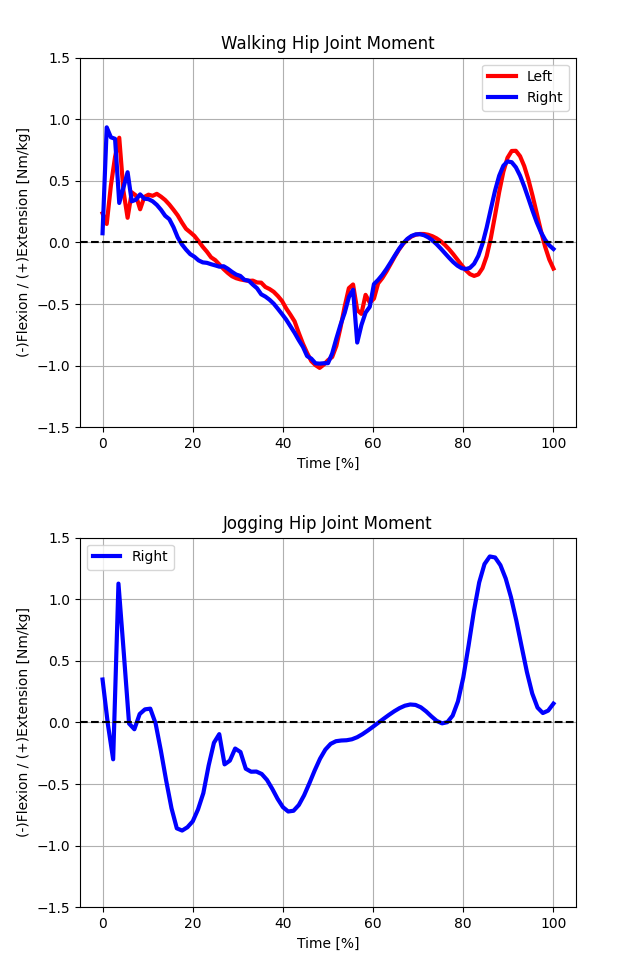 Walking Hip Joint Moment
(-)Flexion / (+)Extension [Nm/kg]
1.5
1.0
0.5
0.0
−0.5
−1.0
−1.5
Left
Right
0 20 40 60 80 100
Time [%]
Jogging Hip Joint Moment
(-)Flexion / (+)Extension [Nm/kg]
1.5
1.0
0.5
0.0
−0.5
−1.0
−1.5
Right
0 20 40 60 80 100
Time [%]